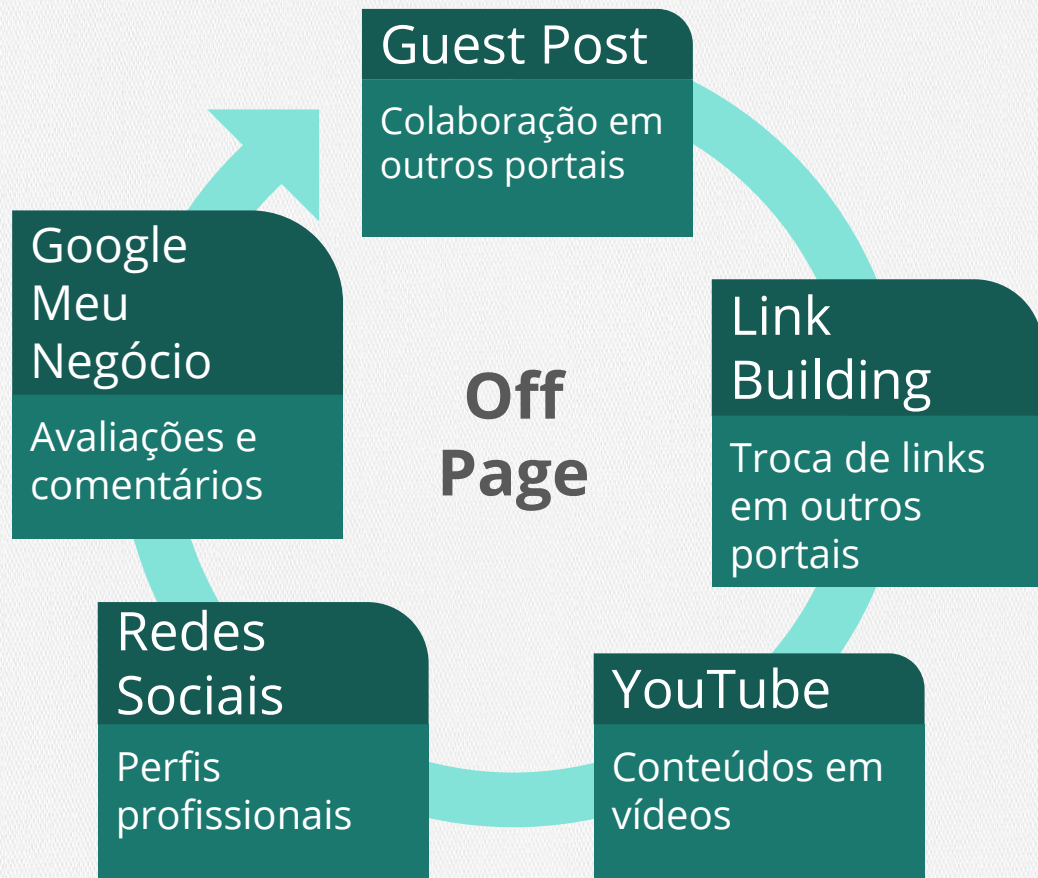 Guest Post
Colaboração em
outros portais
Link
Building
Troca de links
em outros
portais
YouTube
Conteúdos em
vídeos
Redes
Sociais
Perfis
profissionais
Google
Meu
Negócio
Avaliações e
comentários
Off
Page